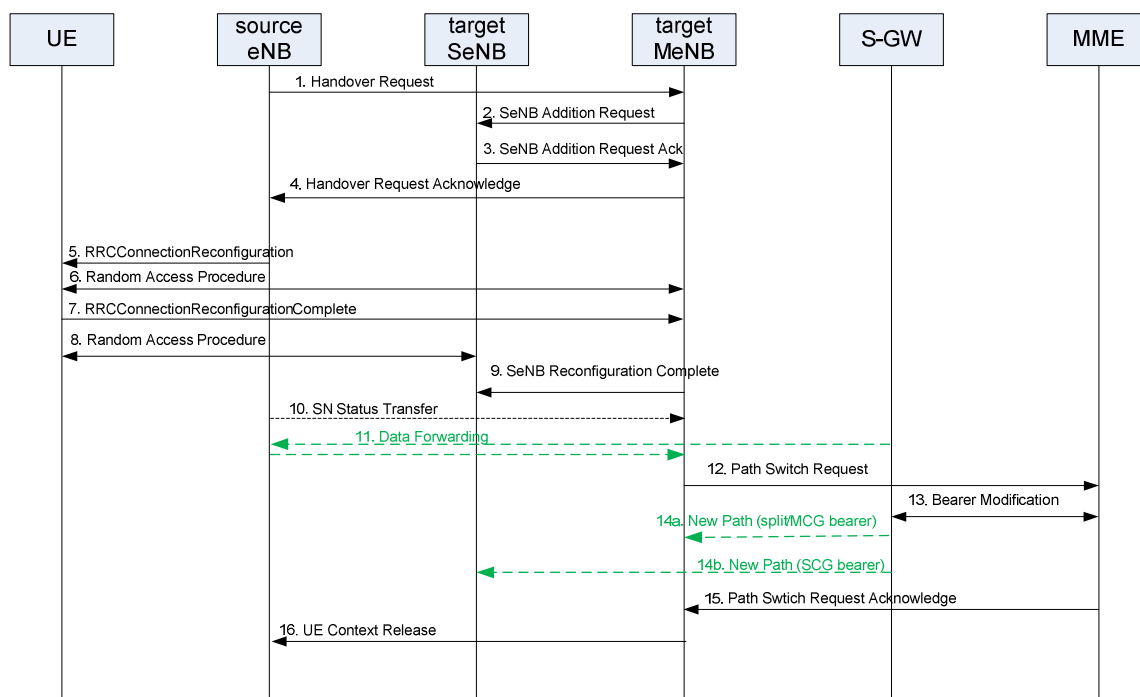 UE
source
eNB
target
SeNB
target
MeNB
S-GW
MME
1. Handover Request
2. SeNB Addition Request
3. SeNB Addition Request Ack
4. Handover Request Acknowledge
5. RRCConnectionReconfiguration
6. Random Access Procedure
7. RRCConnectionReconfigurationComplete
8. Random Access Procedure
9. SeNB Reconfiguration Complete
10. SN Status Transfer
11. Data Forwarding
12. Path Switch Request
13. Bearer Modification
14a. New Path (split/MCG bearer)
14b. New Path (SCG bearer)
15. Path Swtich Request Acknowledge
16. UE Context Release